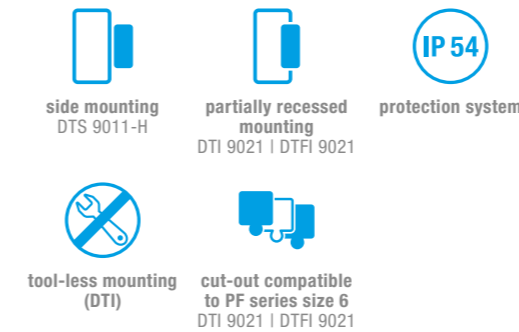 IP 54
side mounting
DTS 9011-H
partially recessed
mounting
DTI 9021 | DTFI 9021
protection system
tool-less mounting
(DTI)
cut-out compatible
to PF series size 6
DTI 9021 | DTFI 9021